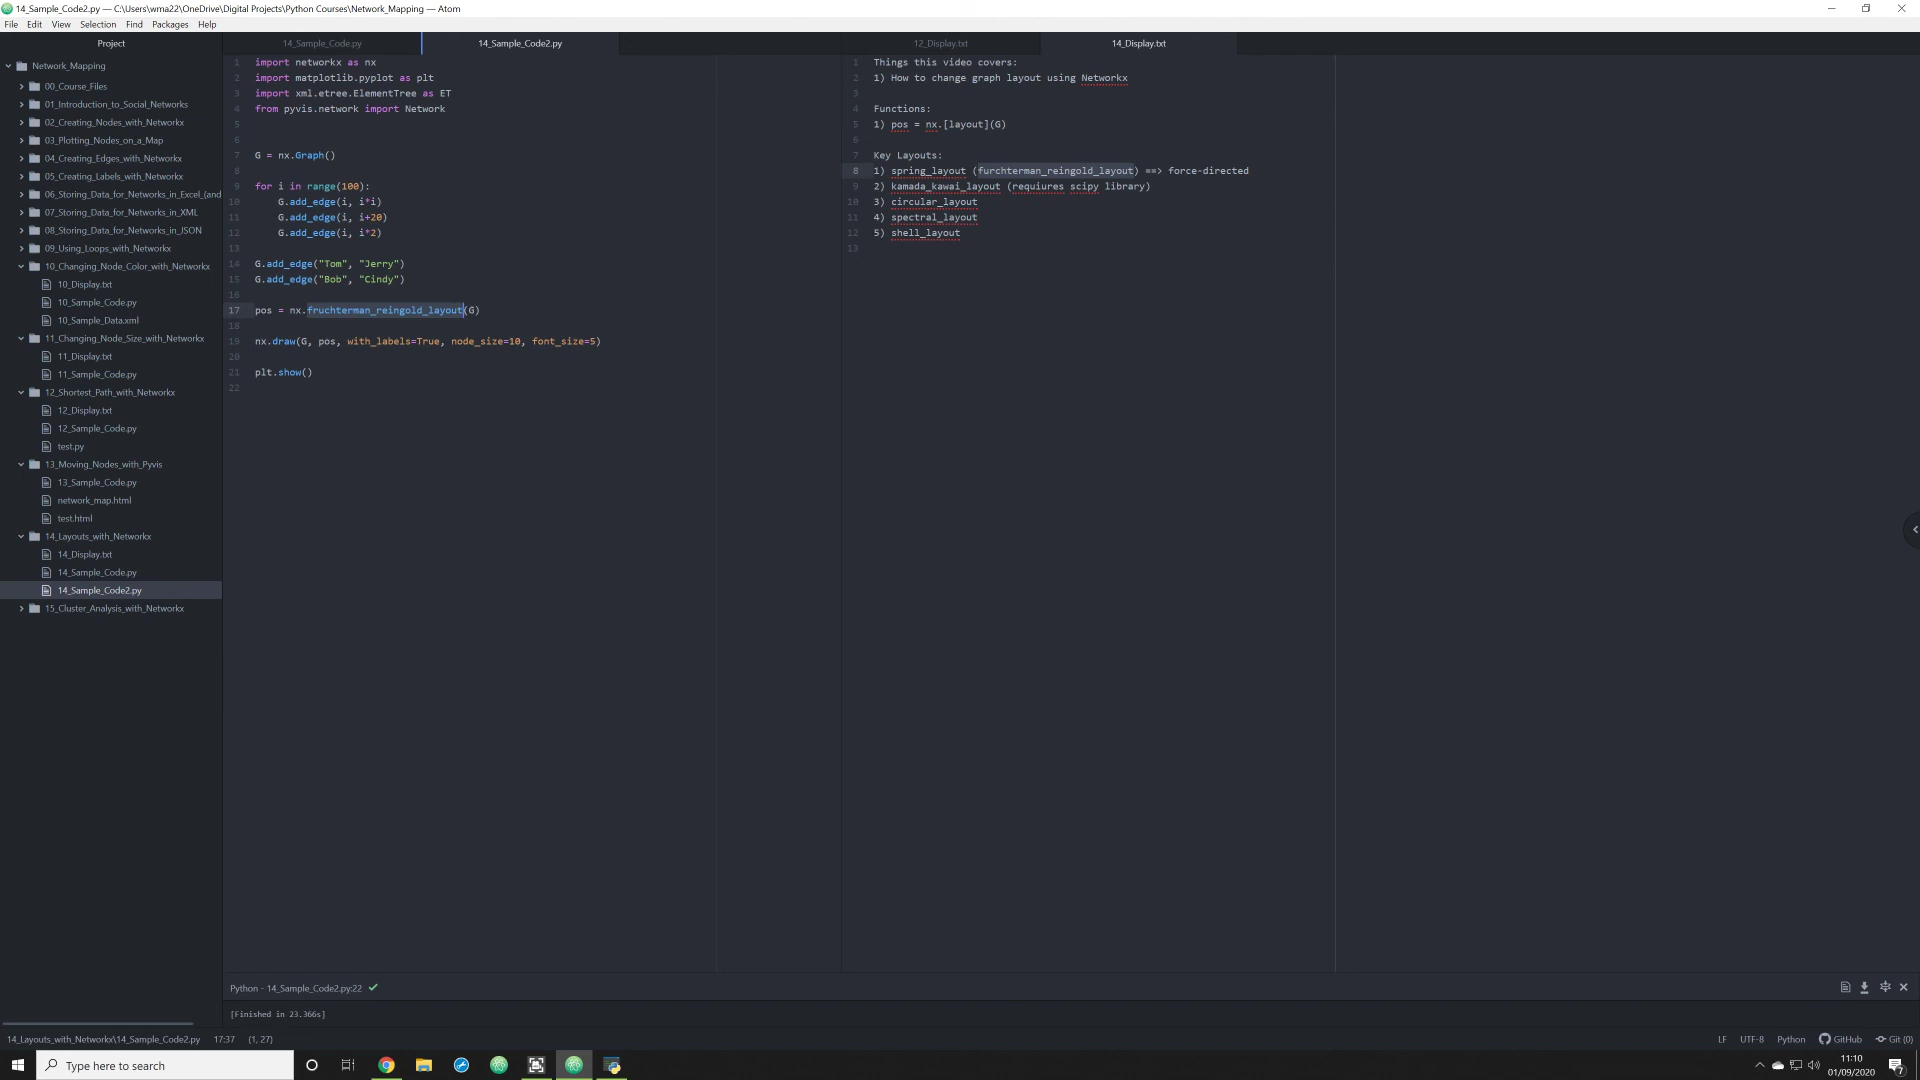 14_Sample_Code2.py — C:\Users\wma22\OneDrive\Digital Projects\Python Courses\Network_Mapping — Atom
File Edit View Selection Find Packages Help
Project
Network_Mapping
00_Course_Files
01_Introduction_to_Social_Networks
02_Creating_Nodes_with_Networkx
03_Plotting_Nodes_on_a_Map
04_Creating_Edges_with_Networkx
05_Creating_Labels_with_Networkx
06_Storing_Data_for_Networks_in_Excel_(and
07_Storing_Data_for_Networks_in_XML
08_Storing_Data_for_Networks_in_JSON
09_Using_Loops_with_Networkx
10_Changing_Node_Color_with_Networkx
10_Display.txt
10_Sample_Code.py
10_Sample_Data.xml
11_Changing_Node_Size_with_Networkx
11_Display.txt
11_Sample_Code.py
12_Shortest_Path_with_Networkx
12_Display.txt
12_Sample_Code.py
test.py
13_Moving_Nodes_with_Pyvis
13_Sample_Code.py
network_map.html
test.html
14_Layouts_with_Networkx
14_Display.txt
14_Sample_Code.py
14_Sample_Code2.py
15_Cluster_Analysis_with_Networkx
14_Sample_Code.py 14_Sample_Code2.py
1 import networkx as nx
2 import matplotlib.pyplot as plt
3 import xml.etree.ElementTree as ET
4 from pyvis.network import Network
5
6
7 G = nx.Graph()
8
9 for i in range(100):
10 G.add_edge(i, i*i)
11 G.add_edge(i, i+20)
12 G.add_edge(i, i*2)
13
14 G.add_edge("Tom", "Jerry")
15 G.add_edge("Bob", "Cindy")
16
17 pos = nx.fruchterman_reingold_layout(G)
18
19 nx.draw(G, pos, with_labels=True, node_size=10, font_size=5)
20
21 plt.show()
22
12_Display.txt 14_Display.txt
1 Things this video covers:
2 1) How to change graph layout using Networkx
3
4 Functions:
5 1) pos = nx.[layout](G)
6
7 Key Layouts:
8 1) spring_layout (furchterman_reingold_layout) ==> force-directed
9 2) kamada_kawai_layout (requiures scipy library)
10 3) circular_layout
11 4) spectral_layout
12 5) shell_layout
13
Python - 14_Sample_Code2.py:22
[Finished in 23.366s]
14_Layouts_with_Networkx\14_Sample_Code2.py 17:37 (1, 27) LF UTF-8 Python GitHub Git (0)
Type here to search
11:10
01/09/2020
7